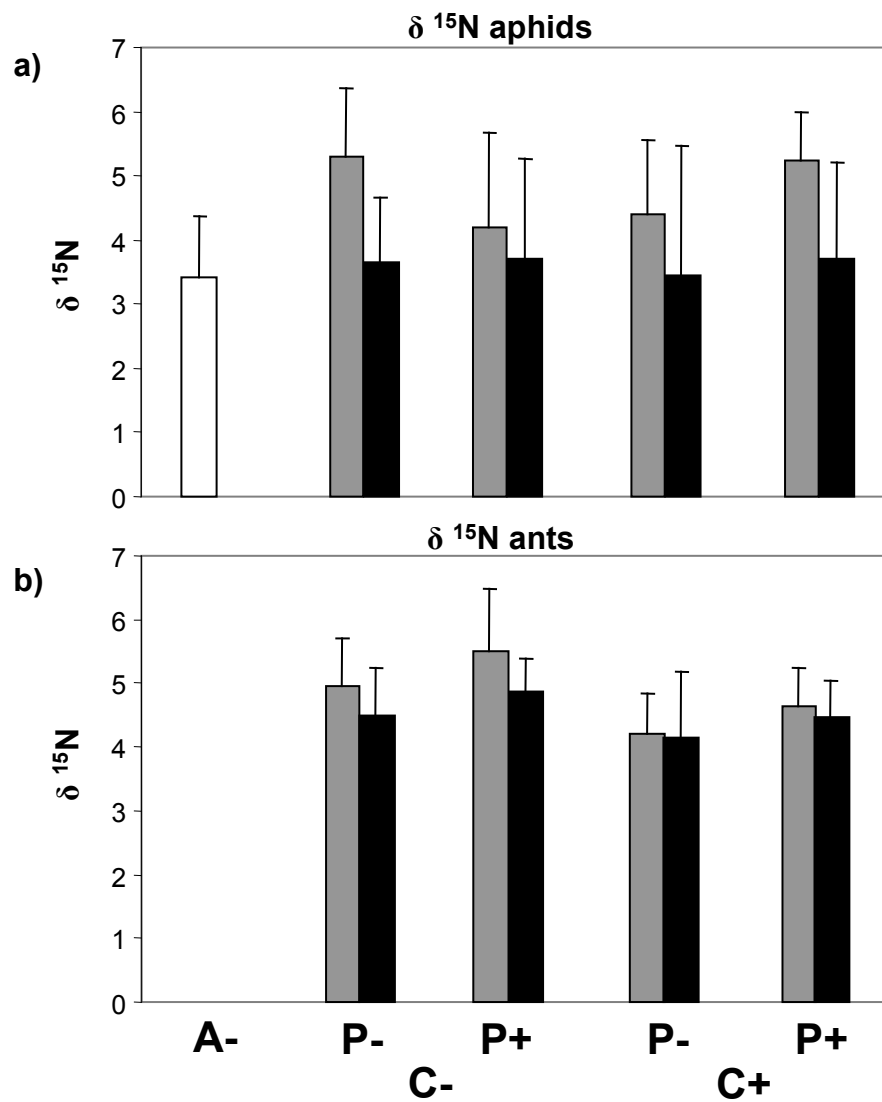 δ ¹⁵N aphids
a)
7
6
5
4
3
2
1
0
δ ¹⁵N
δ ¹⁵N ants
b)
7
6
5
4
3
2
1
0
δ ¹⁵N
A- P- P+ P- P+
C- C+